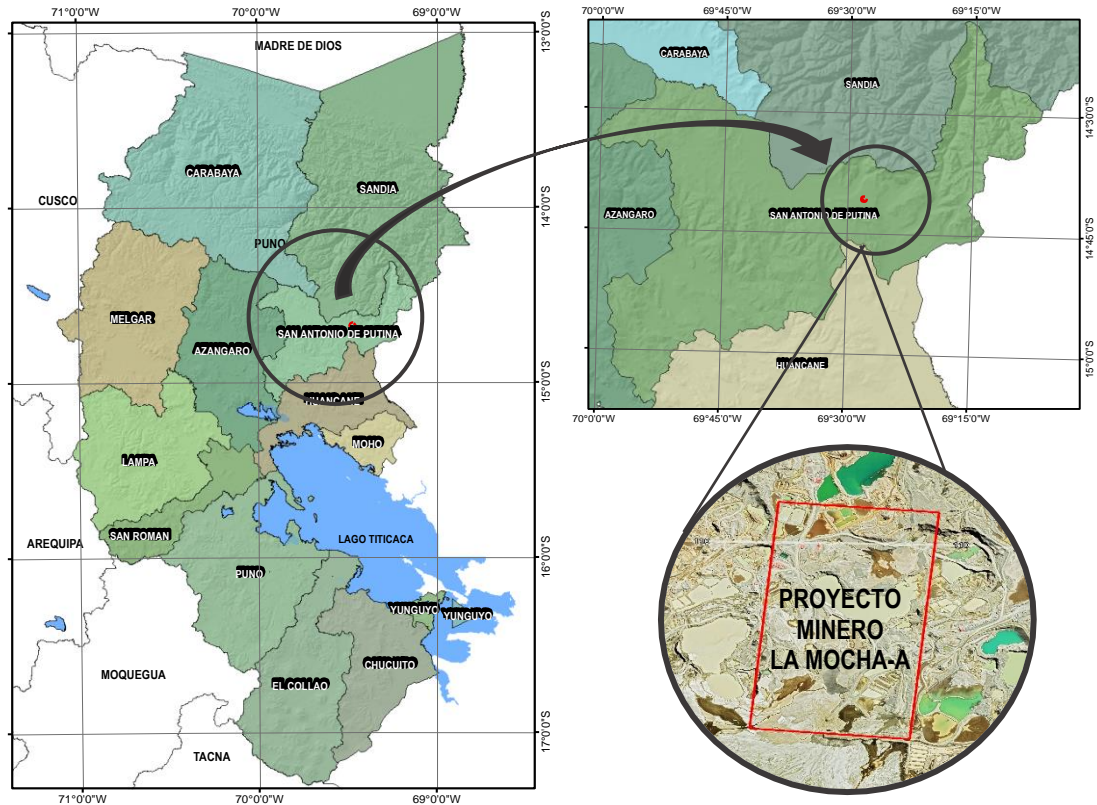 71°0'0"W
70°0'0"W
69°0'0"W
MADRE DE DIOS
13°0'0"S
CARABAYA
SANDIA
CUSCO
14°0'0"S
PUNO
MELGAR
SAN ANTONIO DE PUTINA
AZANGARO
15°0'0"S
HUANCANE
MOHO
LAMPA
SAN ROMAN
AREQUIPA
LAGO TITICACA
16°0'0"S
PUNO
YUNGUYO
YUNGUYO
CHUCUITO
MOQUEGUA
EL COLLAO
17°0'0"S
TACNA
71°0'0"W
70°0'0"W
69°0'0"W
69°45'0"W
69°30'0"W
69°15'0"W
CARABAYA
SANDIA
14°30'0"S
AZANGARO
SAN ANTONIO DE PUTINA
14°45'0"S
HUANCANE
15°0'0"S
70°0'0"W
69°45'0"W
69°30'0"W
69°15'0"W
PROYECTO
MINERO
LA MOCHA-A